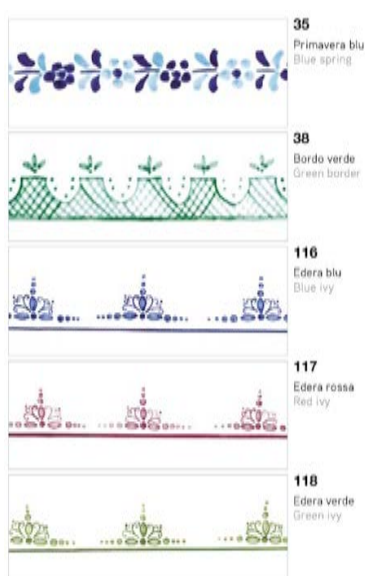 35
Primavera blu
Blue spring
38
Bordo verde
Green border
116
Edera blu
Blue ivy
117
Edera rossa
Red ivy
118
Edera verde
Green ivy